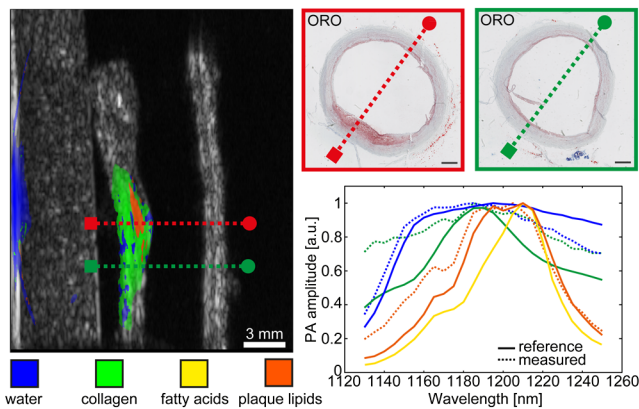 ORO
ORO
3 mm
water
collagen
fatty acids
plaque lipids
PA amplitude [a.u.]
1
0.8
0.6
0.4
0.2
0
reference
measured
1120 1140 1160 1180 1200 1220 1240 1260
Wavelength [nm]